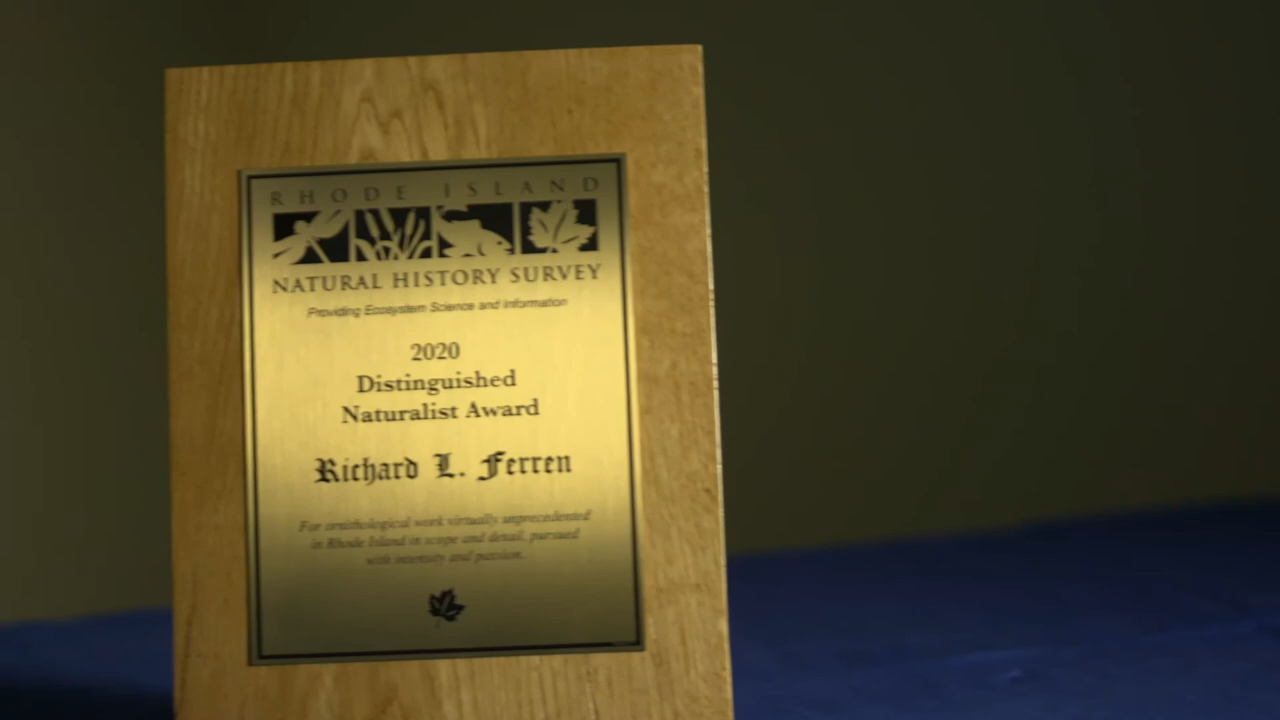 RHODE ISLAND
NATURAL HISTORY SURVEY
Providing Ecosystem Science and Information
2020
Distinguished
Naturalist Award
Richard L. Ferren
For ornithological work virtually unprecedented
in Rhode Island in scope and detail, pursued
with intensity and passion.